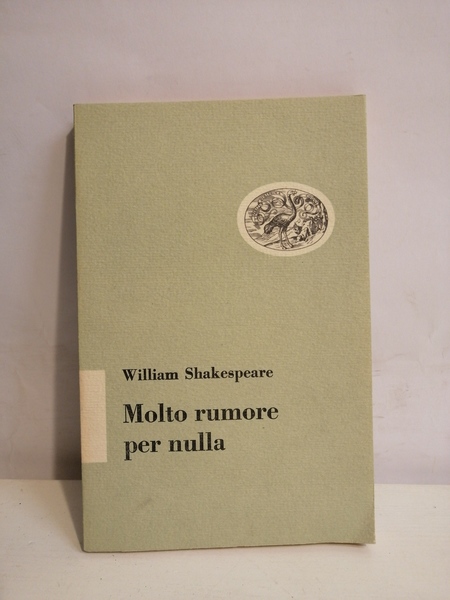 William Shakespeare
Molto rumore
per nulla